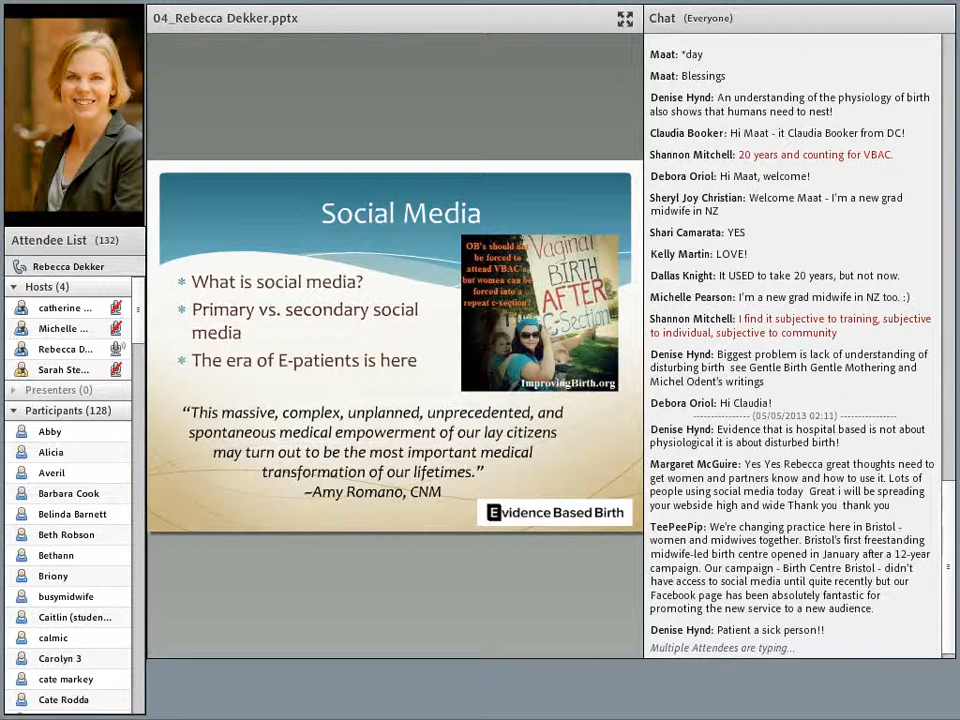 04_Rebecca Dekker.pptx
Attendee List (132)
Rebecca Dekker
Hosts (4)
catherine ...
Michelle ...
Rebecca D...
Sarah Ste...
Presenters (0)
Participants (128)
Abby
Alicia
Averil
Barbara Cook
Belinda Barnett
Beth Robson
Bethann
Briony
busymidwife
Caitlin (studen...
calmic
Carolyn 3
cate markey
Cate Rodda
Social Media
What is social media?
Primary vs. secondary social
media
The era of E-patients is here
OB's should not
be forced to
attend VBAC's
but women can be
forced into a
repeat c-section?
Vaginal
BIRTH
AFTER
C-Section
ImprovingBirth.org
“This massive, complex, unplanned, unprecedented, and
spontaneous medical empowerment of our lay citizens
may turn out to be the most important medical
transformation of our lifetimes.”
~Amy Romano, CNM
Evidence Based Birth
Chat (Everyone)
Maat: *day
Maat: Blessings
Denise Hynd: An understanding of the physiology of birth
also shows that humans need to nest!
Claudia Booker: Hi Maat - it Claudia Booker from DC!
Shannon Mitchell: 20 years and counting for VBAC.
Debora Oriol: Hi Maat, welcome!
Sheryl Joy Christian: Welcome Maat - I'm a new grad
midwife in NZ
Shari Camarata: YES
Kelly Martin: LOVE!
Dallas Knight: It USED to take 20 years, but not now.
Michelle Pearson: I'm a new grad midwife in NZ too. :)
Shannon Mitchell: I find it subjective to training, subjective
to individual, subjective to community
Denise Hynd: Biggest problem is lack of understanding of
disturbing birth see Gentle Birth Gentle Mothering and
Michel Odent's writings
Debora Oriol: Hi Claudia!
---------------- (05/05/2013 02:11) ----------------
Denise Hynd: Evidence that is hospital based is not about
physiological it is about disturbed birth!
Margaret McGuire: Yes Yes Rebecca great thoughts need to
get women and partners know and how to use it. Lots of
people using social media today Great i will be spreading
your webside high and wide Thank you thank you
TeePeePip: We're changing practice here in Bristol -
women and midwives together. Bristol's first freestanding
midwife-led birth centre opened in January after a 12-year
campaign. Our campaign - Birth Centre Bristol - didn't
have access to social media until quite recently but our
Facebook page has been absolutely fantastic for
promoting the new service to a new audience.
Denise Hynd: Patient a sick person!!
Multiple Attendees are typing...